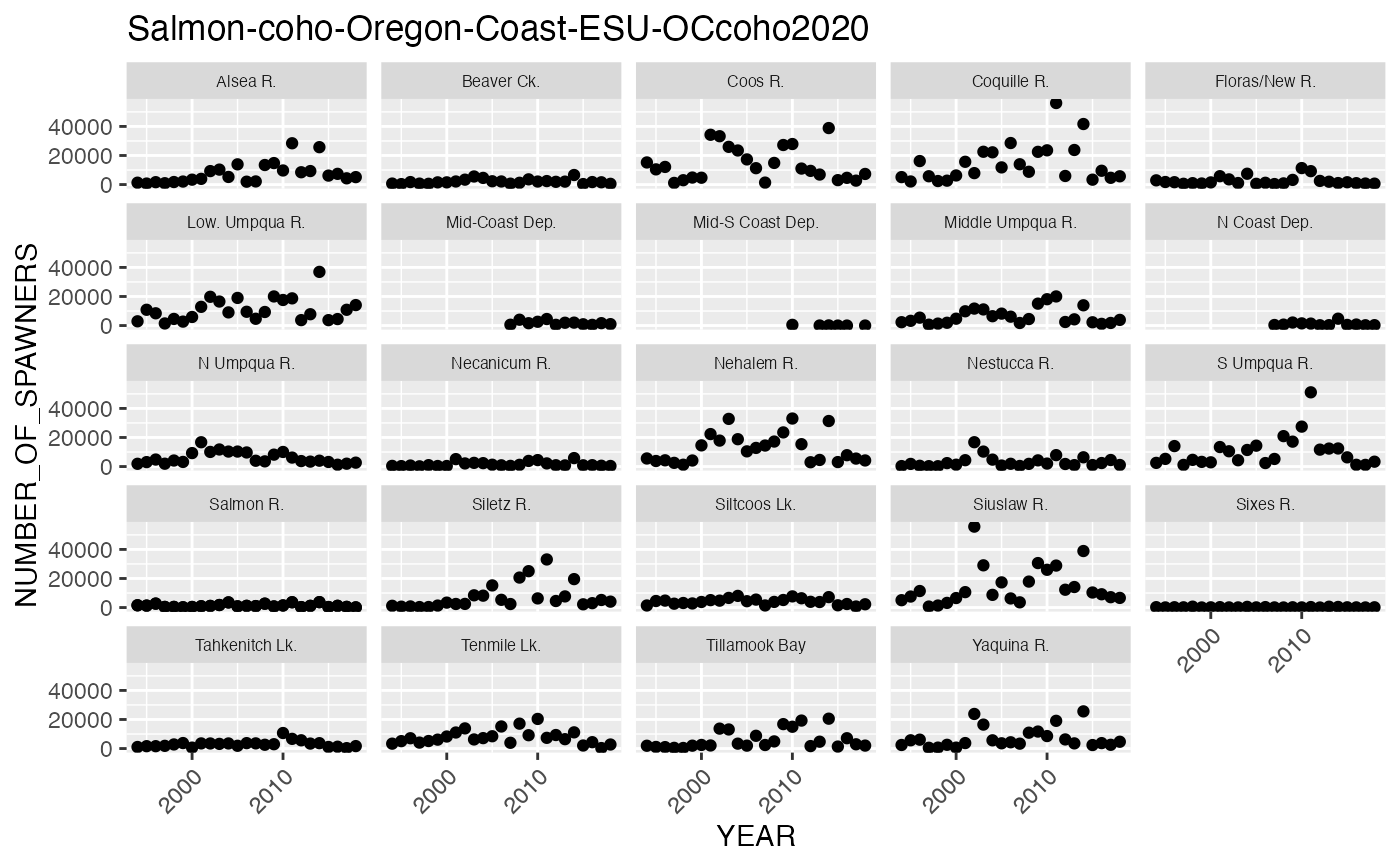 Salmon-coho-Oregon-Coast-ESU-OCcoho2020
Alsea R. Beaver Ck. Coos R. Coquille R. Floras/New R.
40000
20000
0
Low. Umpqua R. Mid-Coast Dep. Mid-S Coast Dep. Middle Umpqua R. N Coast Dep.
40000
20000
0
N Umpqua R. Necanicum R. Nehalem R. Nestucca R. S Umpqua R.
40000
20000
0
Salmon R. Siletz R. Siltcoos Lk. Siuslaw R. Sixes R.
40000
20000
0
2000 2010
Tahkenitch Lk. Tenmile Lk. Tillamook Bay Yaquina R.
40000
20000
0
2000 2010 2000 2010 2000 2010 2000 2010
YEAR
NUMBER_OF_SPAWNERS